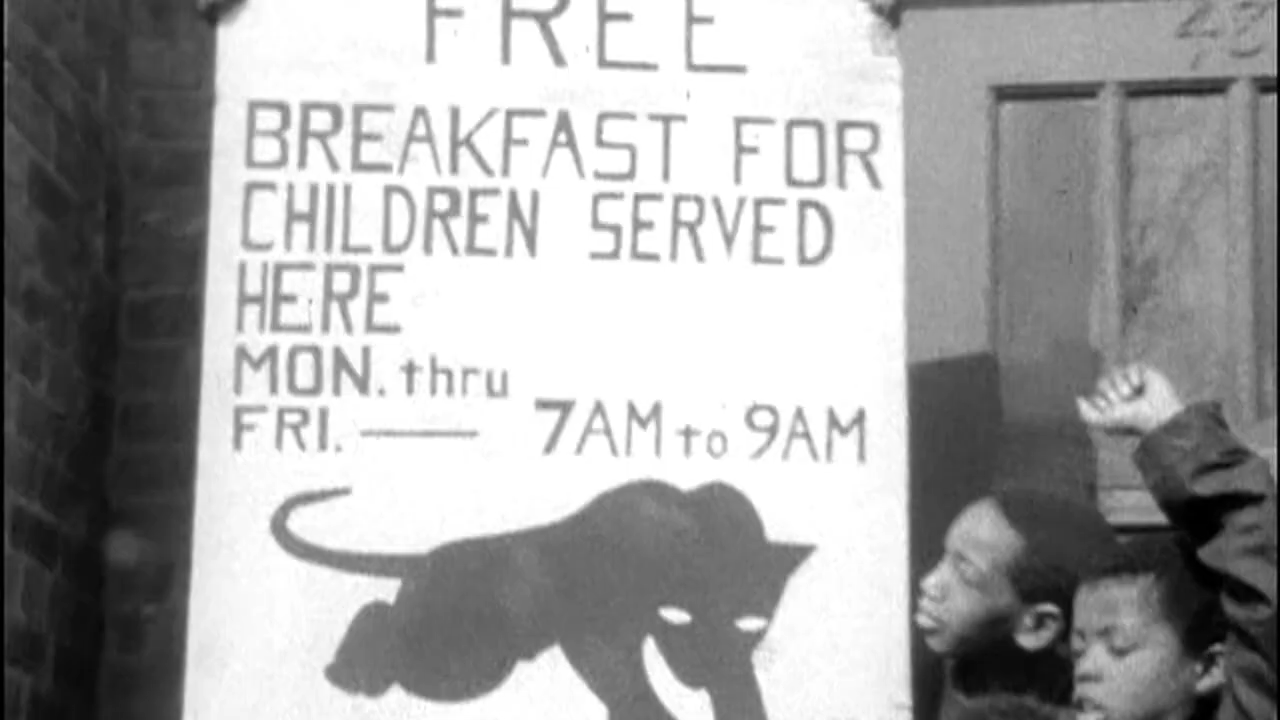 FREE
BREAKFAST FOR
CHILDREN SERVED
HERE
MON. thru
FRI. — 7AM to 9AM